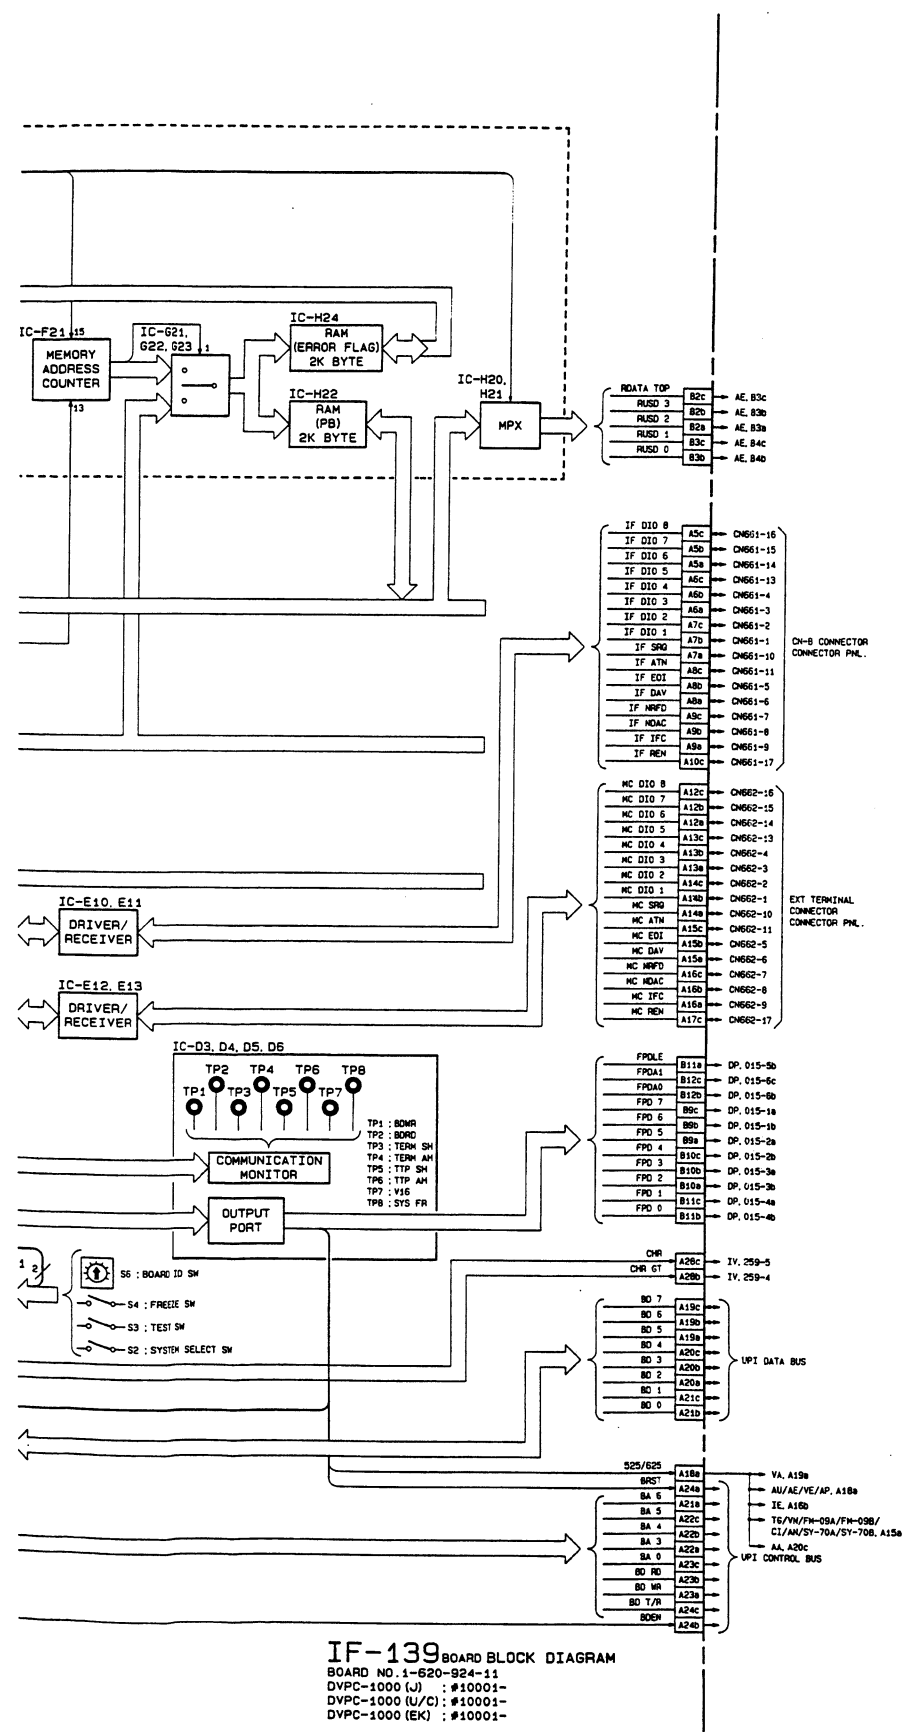 IC-F21
15
MEMORY
ADDRESS
COUNTER
13
IC-G21,
G22, G23
1
IC-H24
RAM
(ERROR FLAG)
2K BYTE
IC-H22
RAM
(PB)
2K BYTE
IC-H20,
H21
MPX
RDATA TOP B2c AE, B3c
RUSD 3 B2b AE, B3b
RUSD 2 B2a AE, B3a
RUSD 1 B3c AE, B4c
RUSD 0 B3b AE, B4b
IF DIO 8 A5c CN661-16
IF DIO 7 A5b CN661-15
IF DIO 6 A5a CN661-14
IF DIO 5 A6c CN661-13
IF DIO 4 A6b CN661-4
IF DIO 3 A6a CN661-3
IF DIO 2 A7c CN661-2
IF DIO 1 A7b CN661-1
IF SRQ A7a CN661-10
IF ATN A8c CN661-11
IF EOI A8b CN661-5
IF DAV A8a CN661-6
IF NRFD A9c CN661-7
IF NDAC A9b CN661-8
IF IFC A9a CN661-9
IF REN A10c CN661-17
CN-B CONNECTOR
CONNECTOR PNL.
MC DIO 8 A12c CN662-16
MC DIO 7 A12b CN662-15
MC DIO 6 A12a CN662-14
MC DIO 5 A13c CN662-13
MC DIO 4 A13b CN662-4
MC DIO 3 A13a CN662-3
MC DIO 2 A14c CN662-2
MC DIO 1 A14b CN662-1
MC SRQ A14a CN662-10
MC ATN A15c CN662-11
MC EOI A15b CN662-5
MC DAV A15a CN662-6
MC NRFD A16c CN662-7
MC NDAC A16b CN662-8
MC IFC A16a CN662-9
MC REN A17c CN662-17
EXT TERMINAL
CONNECTOR
CONNECTOR PNL.
IC-E10, E11
DRIVER/
RECEIVER
IC-E12, E13
DRIVER/
RECEIVER
IC-D3, D4, D5, D6
TP2 TP4 TP6 TP8
TP1 TP3 TP5 TP7
TP1 : BDWR
TP2 : BDRD
TP3 : TERM SH
TP4 : TERM AH
TP5 : TTP SH
TP6 : TTP AH
TP7 : V16
TP8 : SYS FR
COMMUNICATION
MONITOR
OUTPUT
PORT
FPDLE B11a DP, 015-5b
FPDA1 B12c DP, 015-6c
FPDA0 B12b DP, 015-6b
FPD 7 B9c DP, 015-1a
FPD 6 B9b DP, 015-1b
FPD 5 B9a DP, 015-2a
FPD 4 B10c DP, 015-2b
FPD 3 B10b DP, 015-3a
FPD 2 B10a DP, 015-3b
FPD 1 B11c DP, 015-4a
FPD 0 B11b DP, 015-4b
1
2
S6 : BOARD ID SW
S4 : FREEZE SW
S3 : TEST SW
S2 : SYSTEM SELECT SW
CHR A28c IV, 259-5
CHR GT A28b IV, 259-4
BD 7 A19c
BD 6 A19b
BD 5 A19a
BD 4 A20c
BD 3 A20b
BD 2 A20a
BD 1 A21c
BD 0 A21b
UPI DATA BUS
525/625 A18a VA, A19a
BRST A24a AU/AE/VE/AP, A18a
BA 6 A21a IE, A16b
BA 5 A22c TG/VM/FM-09A/FM-09B/
CI/AN/SY-70A/SY-70B, A15a
BA 4 A22b
BA 3 A22a AA, A20c
BA 0 A23c
BD RD A23b
BD WR A23a
BD T/R A24c
BDEN A24b
UPI CONTROL BUS
IF-139 BOARD BLOCK DIAGRAM
BOARD NO. 1-620-924-11
DVPC-1000 (J) : #10001-
DVPC-1000 (U/C) : #10001-
DVPC-1000 (EK) : #10001-